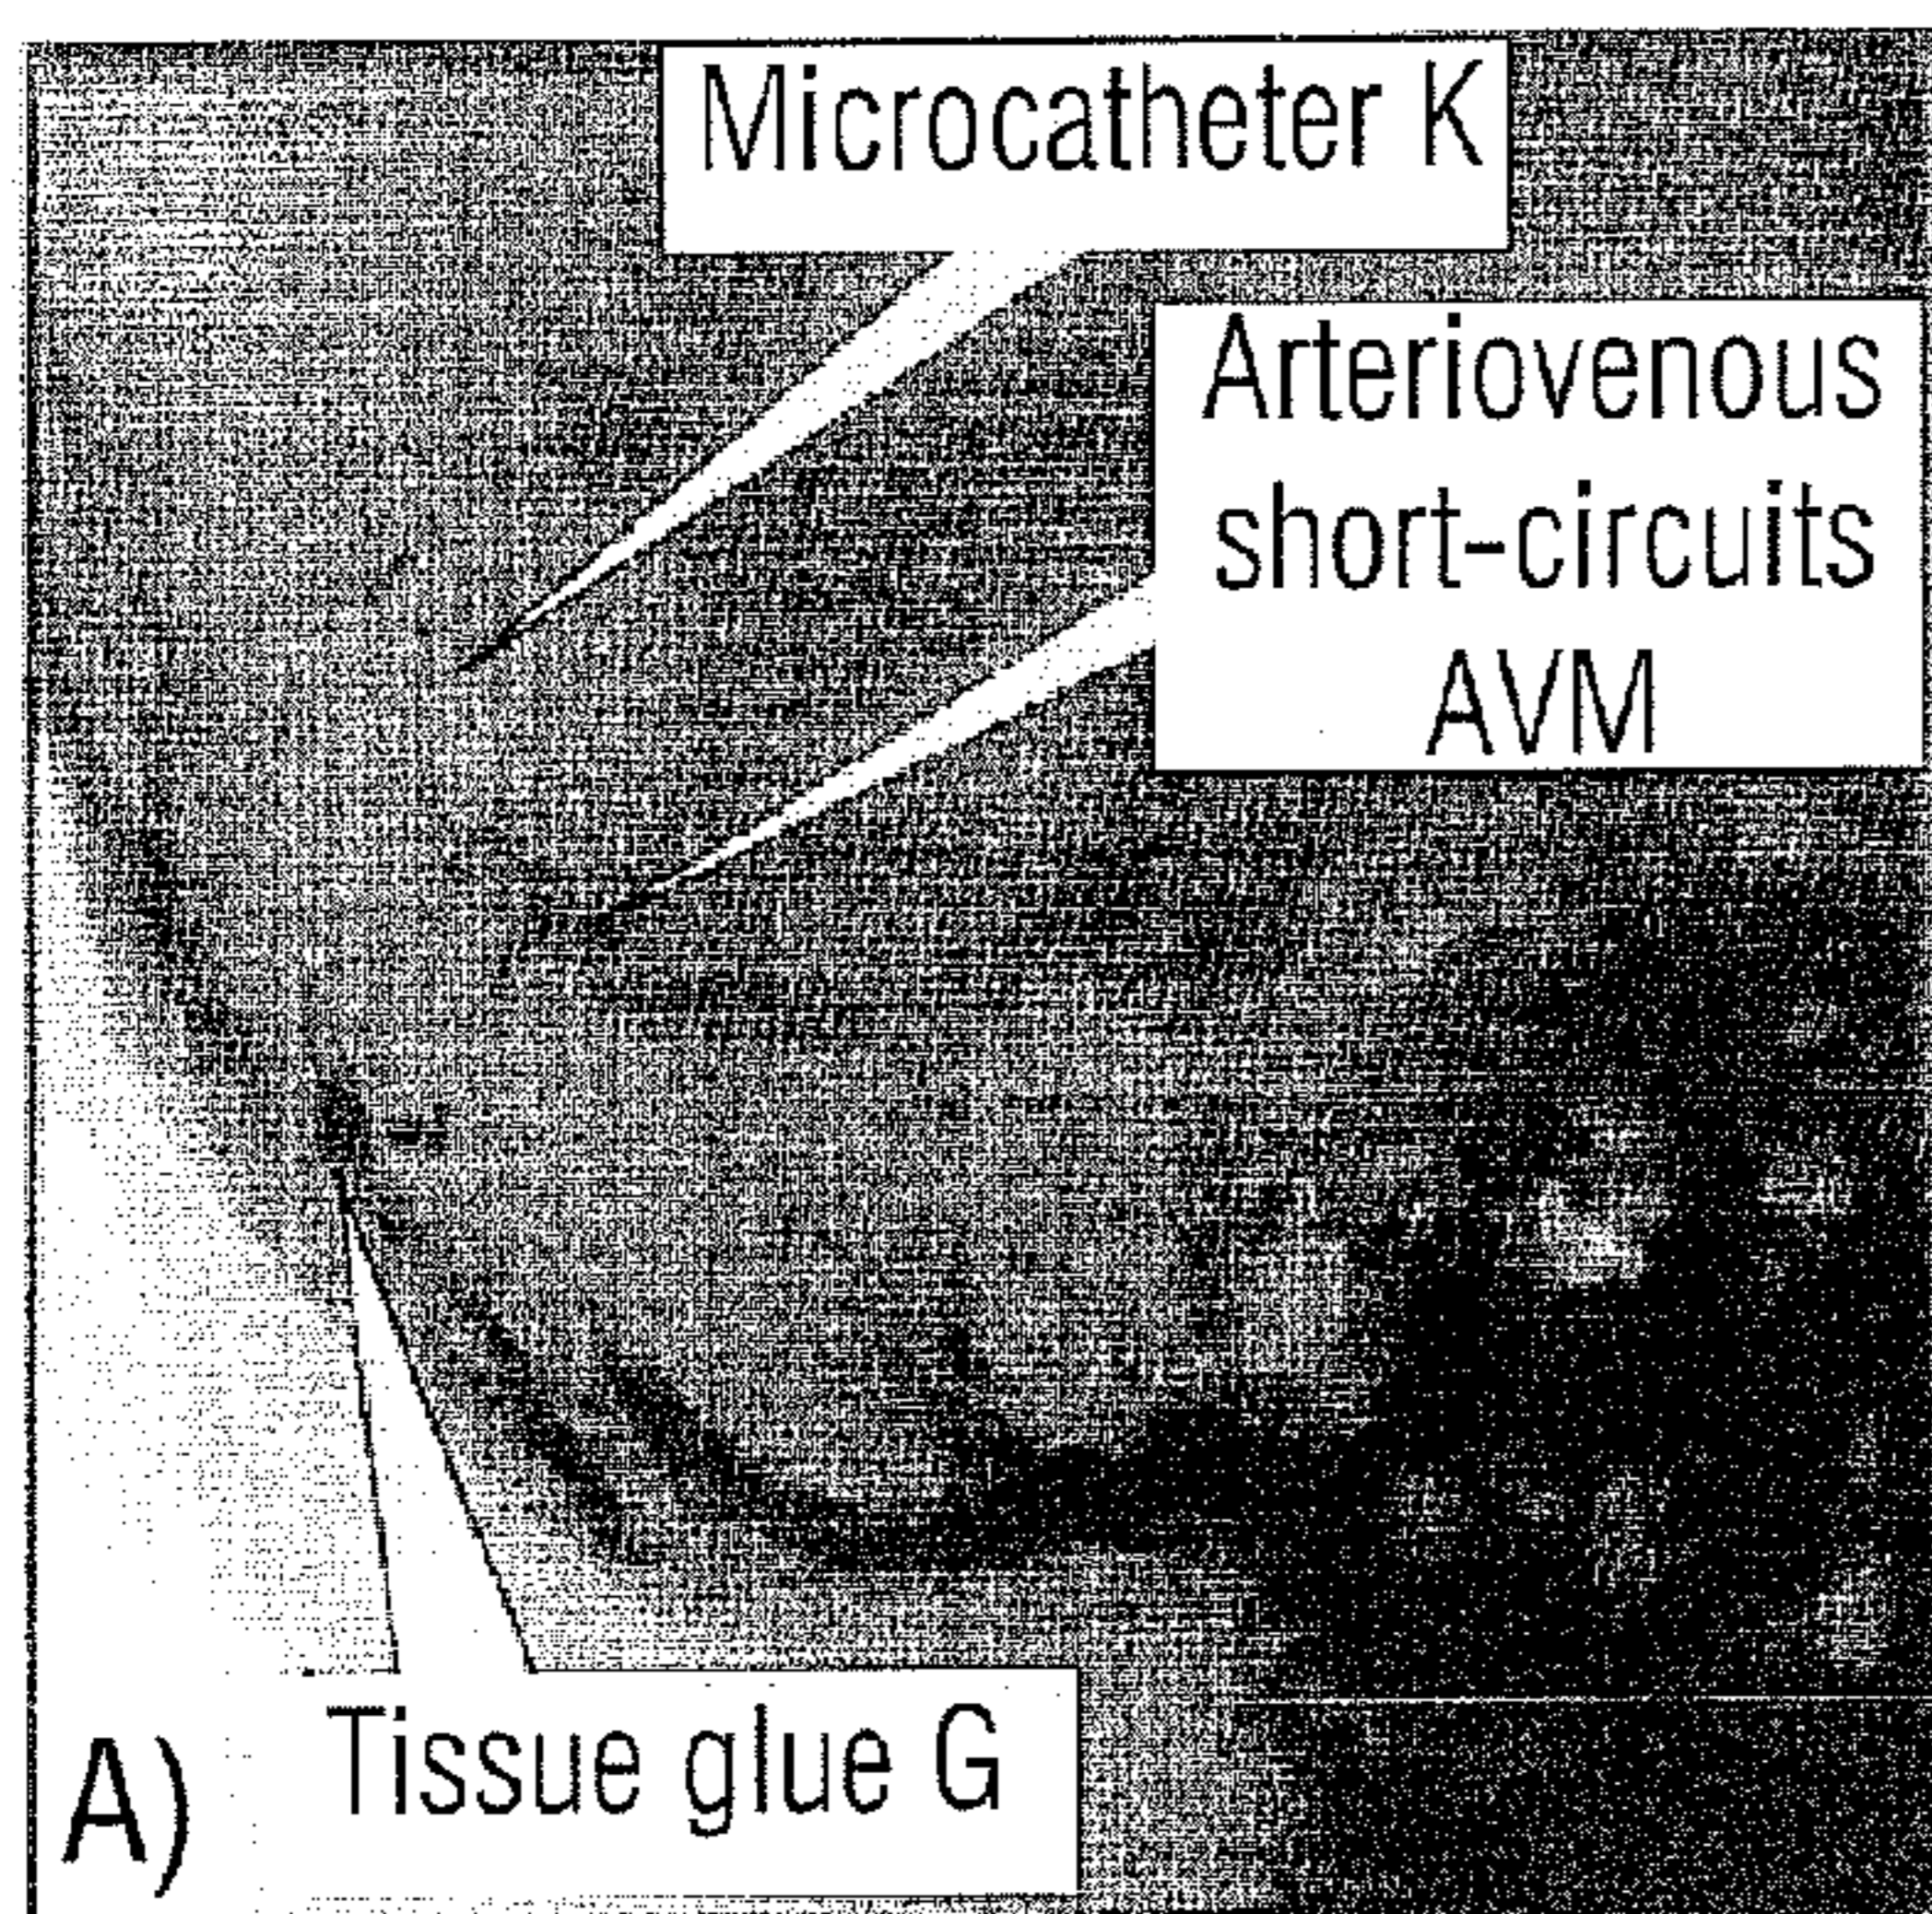 Microcatheter K
Arteriovenous
short-circuits
AVM
Tissue glue G
A)